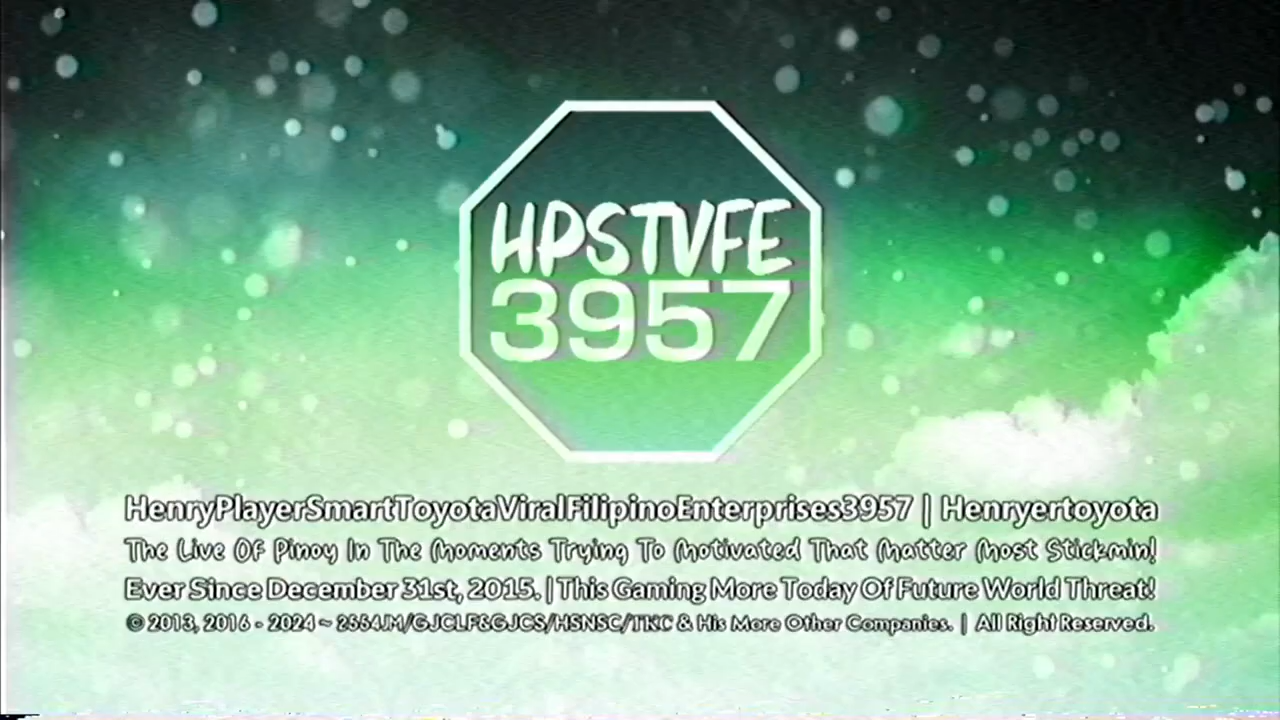 HPSTVFE
3957
HenryPlayerSmartToyotaViralFilipinoEnterprises3957 | Henryertoyota
The Live Of Pinoy In The Moments Trying To Motivated That Matter Most Stickmin!
Ever Since December 31st, 2015. | This Gaming More Today Of Future World Threat!
© 2013, 2016 - 2024 ~ 2554JM/GJCLF&GJCS/HSNSC/TKC & His More Other Companies. | All Right Reserved.